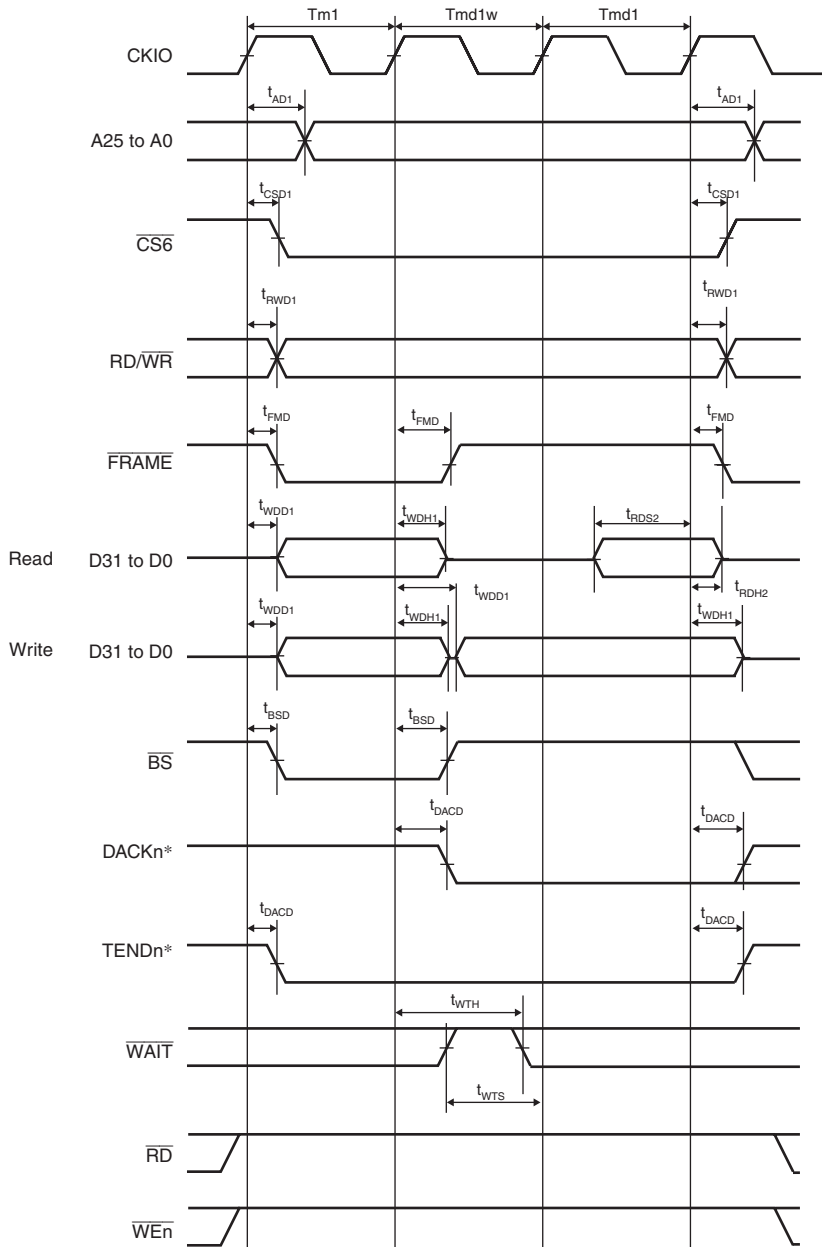 Tm1 Tmd1w Tmd1
CKIO
tAD1 tAD1
A25 to A0
tCSD1 tCSD1
CS6
tRWD1 tRWD1
RD/WR
tFMD tFMD tFMD
FRAME
tWDD1 tWDH1 tRDS2
Read D31 to D0
tWDD1 tRDH2
tWDD1 tWDH1 tWDH1
Write D31 to D0
tBSD tBSD
BS
tDACD tDACD
DACKn*
tDACD tDACD
TENDn*
tWTH
WAIT
tWTS
RD
WEn